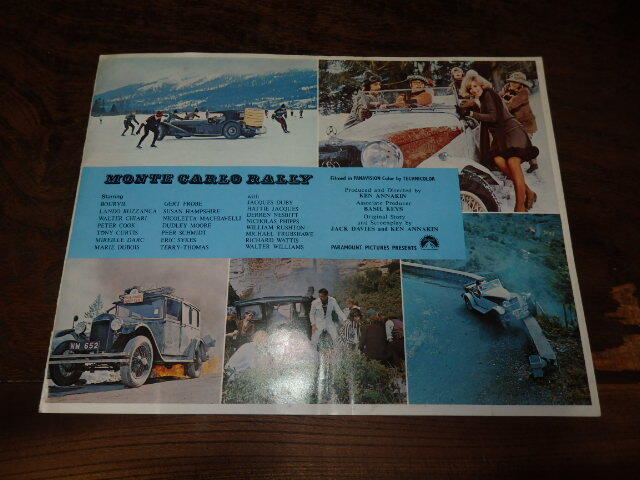 MONTE CARLO RALLY
Starring
BOURVIL
LANDO BUZZANCA
WALTER CHIARI
PETER COOK
TONY CURTIS
MIREILLE DARC
MARIE DUBOIS
GERT FROBE
SUSAN HAMPSHIRE
NICOLETTA MACHIAVELLI
DUDLEY MOORE
PEER SCHMIDT
ERIC SYKES
TERRY-THOMAS
with
JACQUES DUBY
HATTIE JACQUES
DERREN NESBITT
NICHOLAS PHIPPS
WILLIAM RUSHTON
MICHAEL TRUBSHAWE
RICHARD WATTIS
WALTER WILLIAMS
Filmed in PANAVISION Color by TECHNICOLOR
Produced and Directed by
KEN ANNAKIN
Associate Producer
BASIL KEYS
Original Story
and Screenplay by
JACK DAVIES and KEN ANNAKIN
PARAMOUNT PICTURES PRESENTS
NM 652